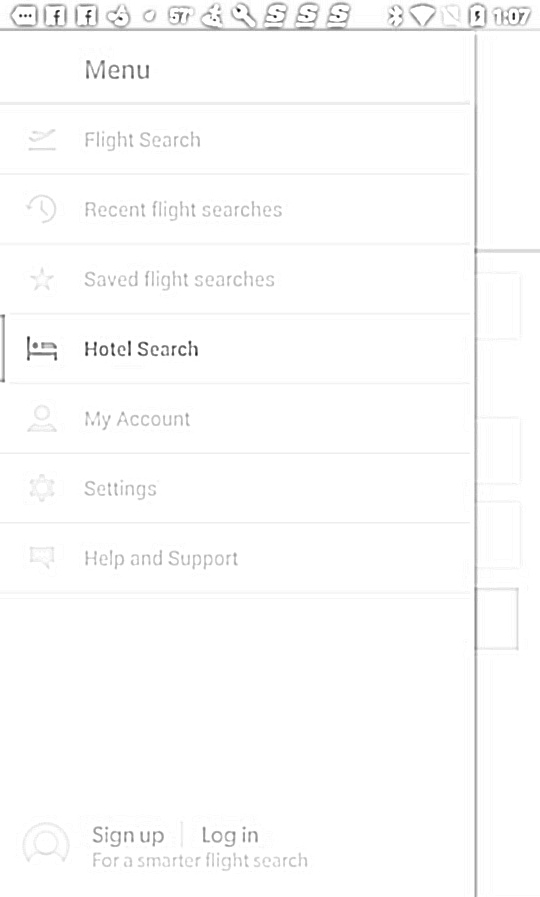 57° 1:07
Menu
Flight Search
Recent flight searches
Saved flight searches
Hotel Search
My Account
Settings
Help and Support
Sign up Log in
For a smarter flight search